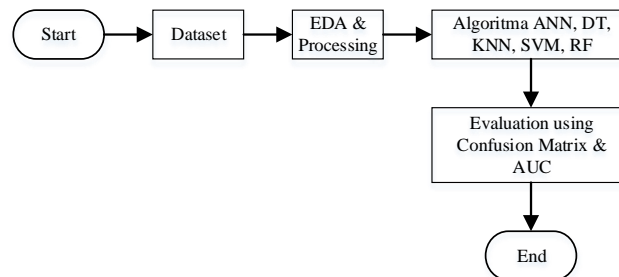 Start
Dataset
EDA &
Processing
Algoritma ANN, DT,
KNN, SVM, RF
Evaluation using
Confusion Matrix &
AUC
End